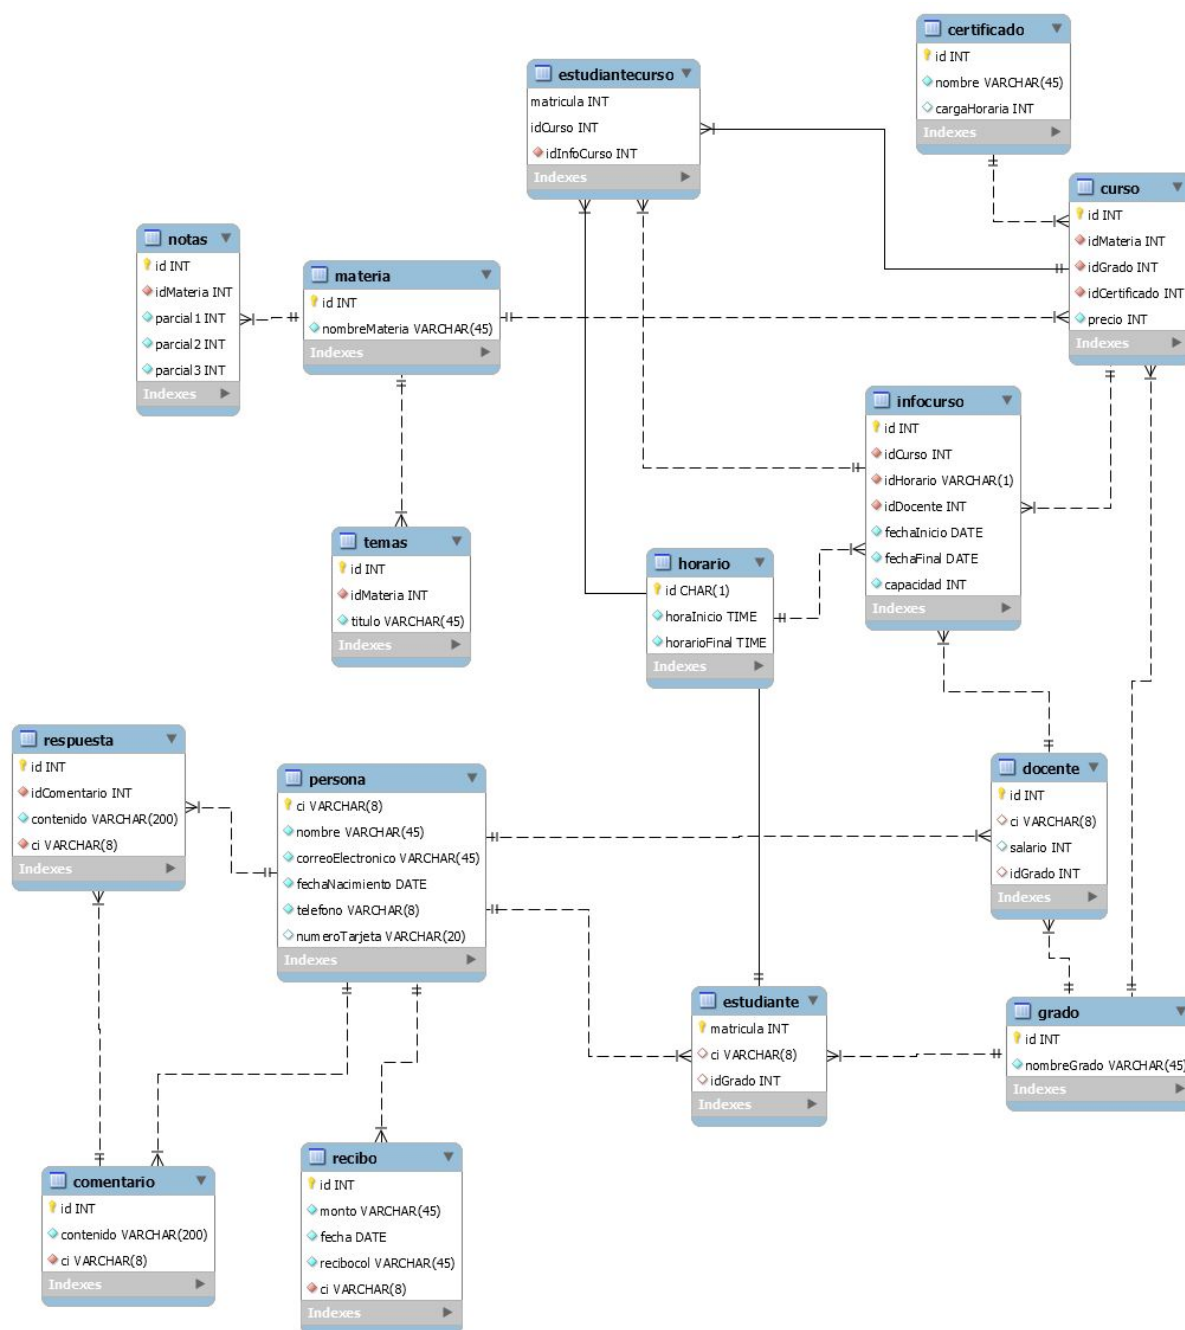 certificado
id INT
nombre VARCHAR(45)
cargaHoraria INT
Indexes
estudiantecurso
matricula INT
idCurso INT
idInfoCurso INT
Indexes
curso
id INT
idMateria INT
idGrado INT
idCertificado INT
precio INT
Indexes
notas
id INT
idMateria INT
parcial1 INT
parcial2 INT
parcial3 INT
Indexes
materia
id INT
nombreMateria VARCHAR(45)
Indexes
infocurso
id INT
idCurso INT
idHorario VARCHAR(1)
idDocente INT
fechaInicio DATE
fechaFinal DATE
capacidad INT
Indexes
temas
id INT
idMateria INT
titulo VARCHAR(45)
Indexes
horario
id CHAR(1)
horaInicio TIME
horarioFinal TIME
Indexes
respuesta
id INT
idComentario INT
contenido VARCHAR(200)
ci VARCHAR(8)
Indexes
persona
ci VARCHAR(8)
nombre VARCHAR(45)
correoElectronico VARCHAR(45)
fechaNacimiento DATE
telefono VARCHAR(8)
numeroTarjeta VARCHAR(20)
Indexes
docente
id INT
ci VARCHAR(8)
salario INT
idGrado INT
Indexes
estudiante
matricula INT
ci VARCHAR(8)
idGrado INT
Indexes
grado
id INT
nombreGrado VARCHAR(45)
Indexes
comentario
id INT
contenido VARCHAR(200)
ci VARCHAR(8)
Indexes
recibo
id INT
monto VARCHAR(45)
fecha DATE
recibocol VARCHAR(45)
ci VARCHAR(8)
Indexes